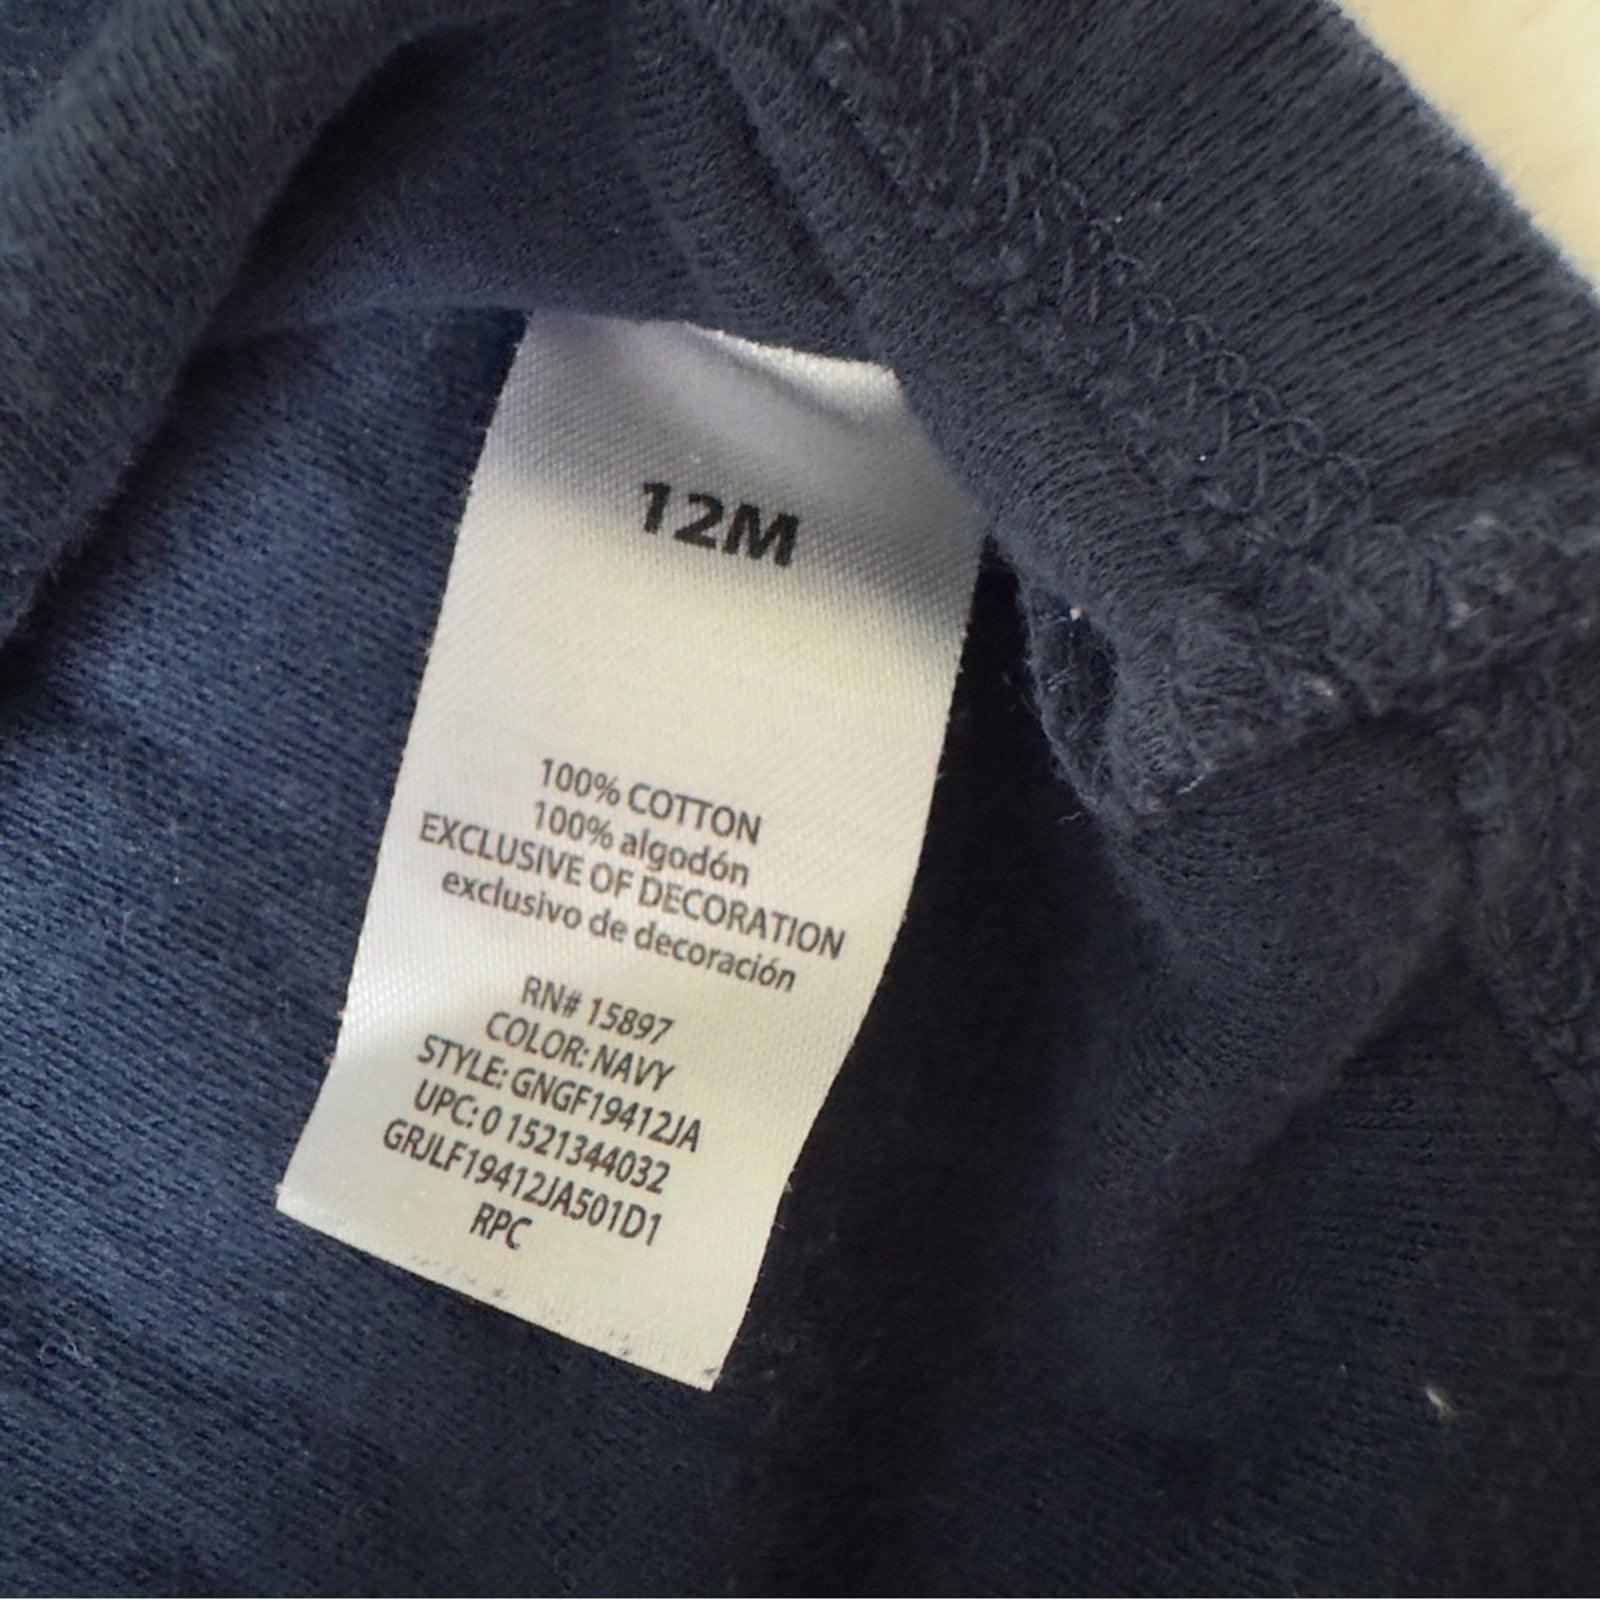 12M
100% COTTON
100% algodón
EXCLUSIVE OF DECORATION
exclusivo de decoración
RN# 15897
COLOR: NAVY
STYLE: GNGF19412JA
UPC: 0 1521344032
GRJLF19412JA501D1
RPC